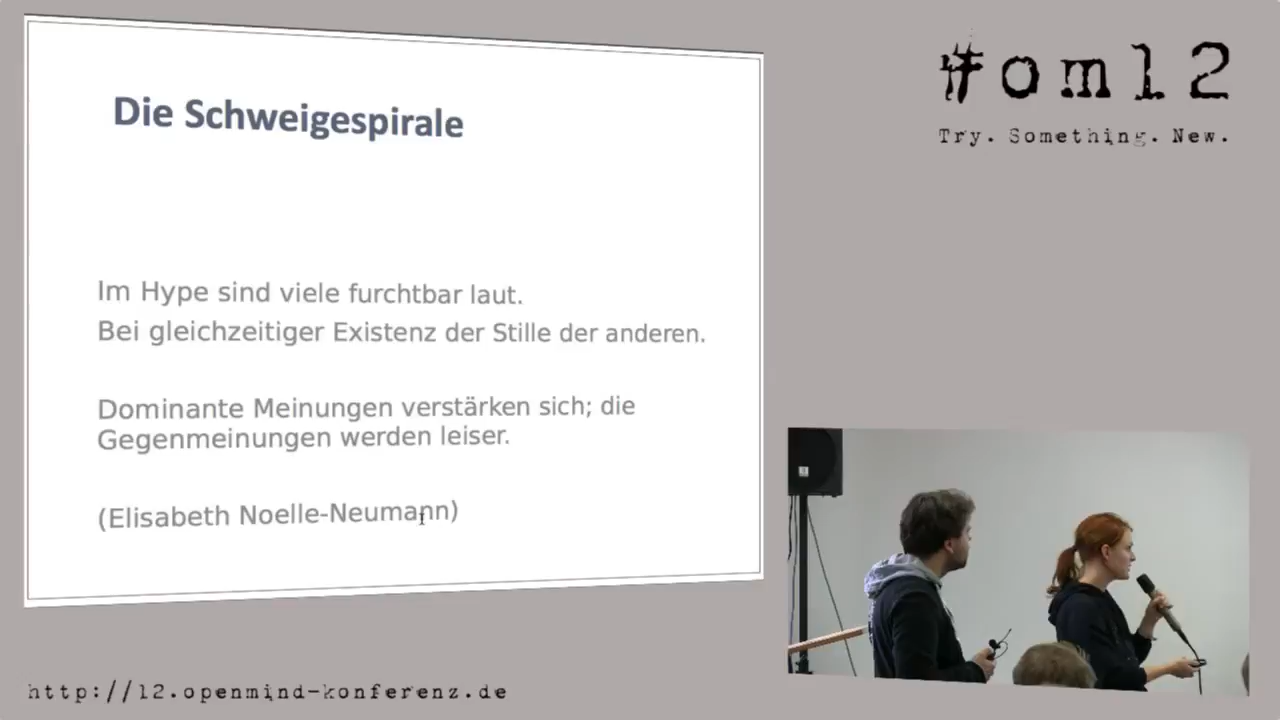 Die Schweigespirale
Im Hype sind viele furchtbar laut.
Bei gleichzeitiger Existenz der Stille der anderen.
Dominante Meinungen verstärken sich; die
Gegenmeinungen werden leiser.
(Elisabeth Noelle-Neumann)
#om12
Try. Something. New.
http://12.openmind-konferenz.de